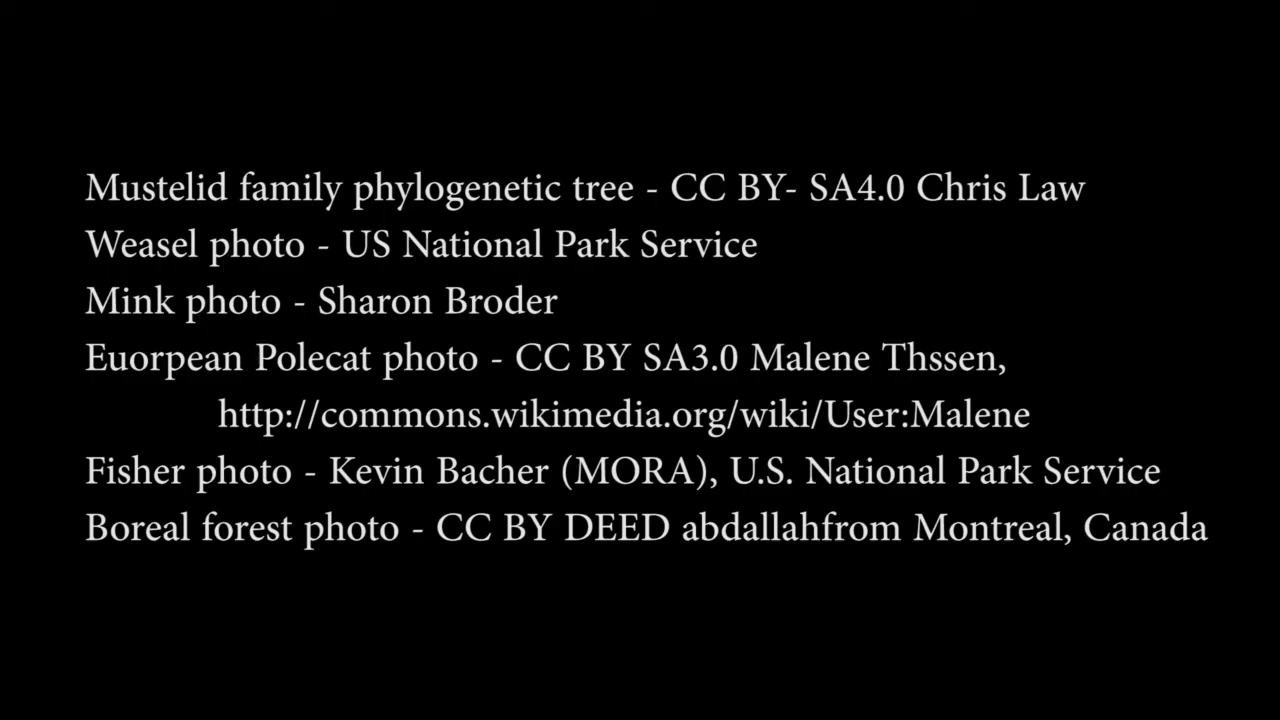 Mustelid family phylogenetic tree - CC BY- SA4.0 Chris Law
Weasel photo - US National Park Service
Mink photo - Sharon Broder
Euorpean Polecat photo - CC BY SA3.0 Malene Thssen,
http://commons.wikimedia.org/wiki/User:Malene
Fisher photo - Kevin Bacher (MORA), U.S. National Park Service
Boreal forest photo - CC BY DEED abdallahfrom Montreal, Canada